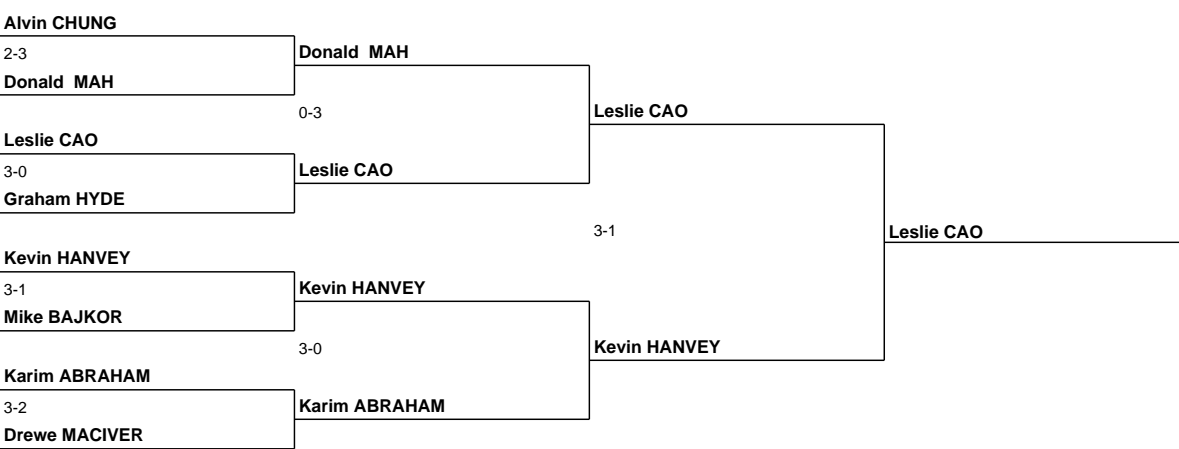 Alvin CHUNG
2-3
Donald  MAH
Donald  MAH
0-3
Leslie CAO
Leslie CAO
3-0
Leslie CAO
Graham HYDE
3-1
Leslie CAO
Kevin HANVEY
3-1
Kevin HANVEY
Mike BAJKOR
3-0
Kevin HANVEY
Karim ABRAHAM
3-2
Karim ABRAHAM
Drewe MACIVER